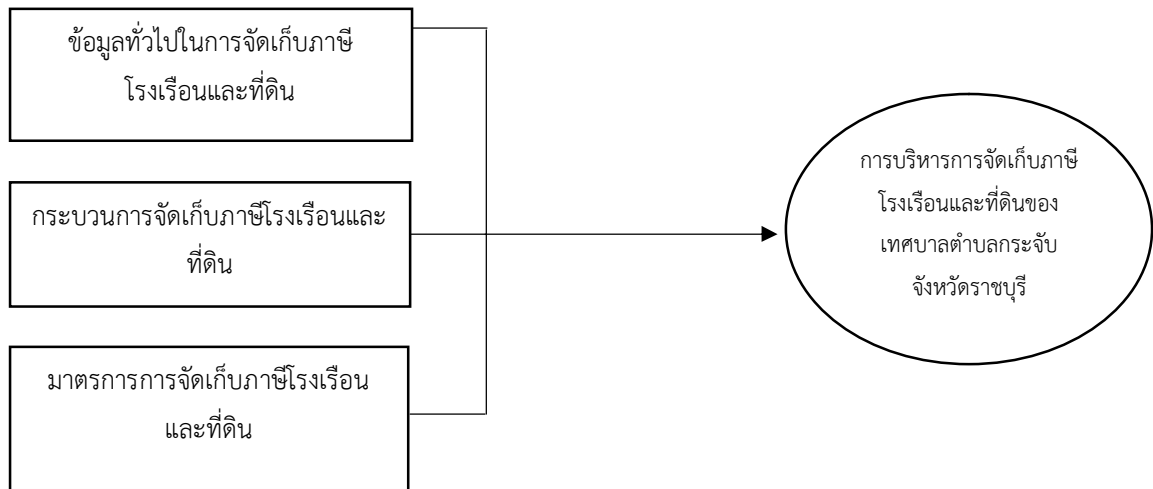 ข้อมูลทั่วไปในการจัดเก็บภาษี
โรงเรือนและที่ดิน
กระบวนการจัดเก็บภาษีโรงเรือนและ
ที่ดิน
มาตรการการจัดเก็บภาษีโรงเรือน
และที่ดิน
การบริหารการจัดเก็บภาษี
โรงเรือนและที่ดินของ
เทศบาลตำบลกระจับ
จังหวัดราชบุรี